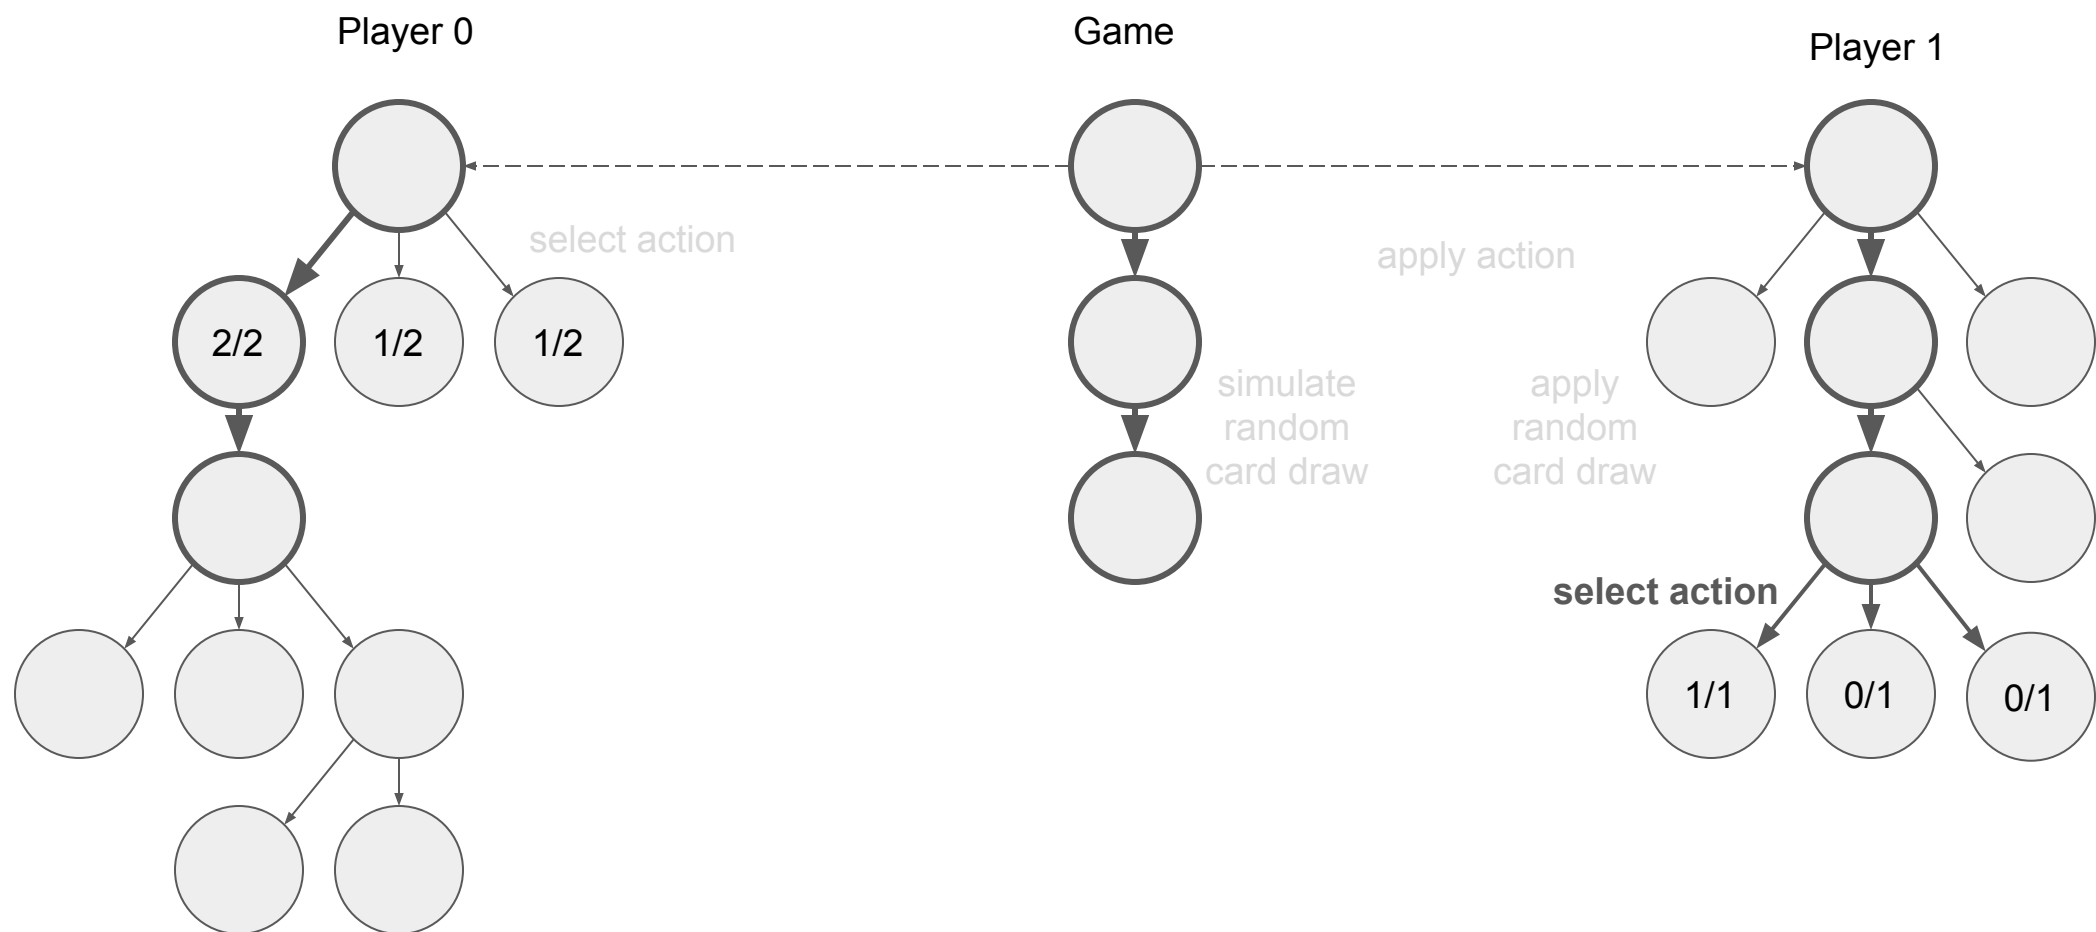 Player 0
Game
Player 1
select action
apply action
2/2
1/2
1/2
simulate
random
card draw
apply
random
card draw
select action
1/1
0/1
0/1